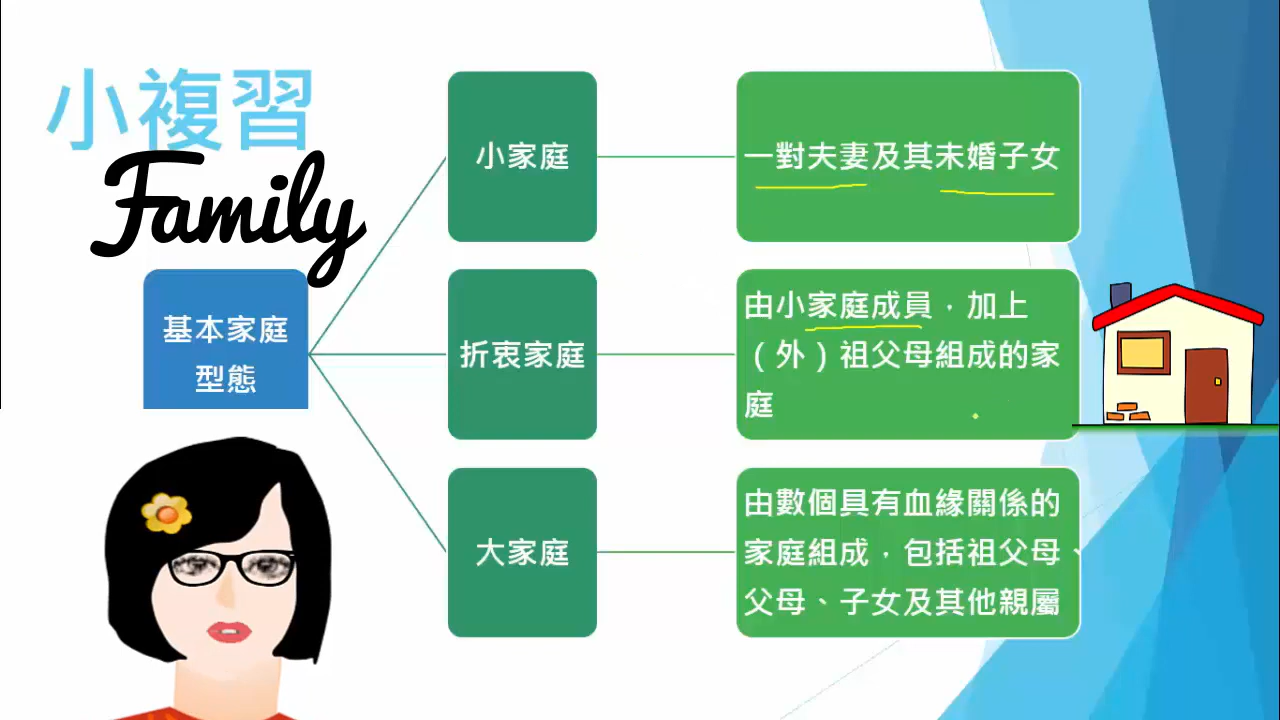 小複習
Family
基本家庭
型態
小家庭
一對夫妻及其未婚子女
折衷家庭
由小家庭成員，加上
（外）祖父母組成的家
庭
大家庭
由數個具有血緣關係的
家庭組成，包括祖父母、
父母、子女及其他親屬